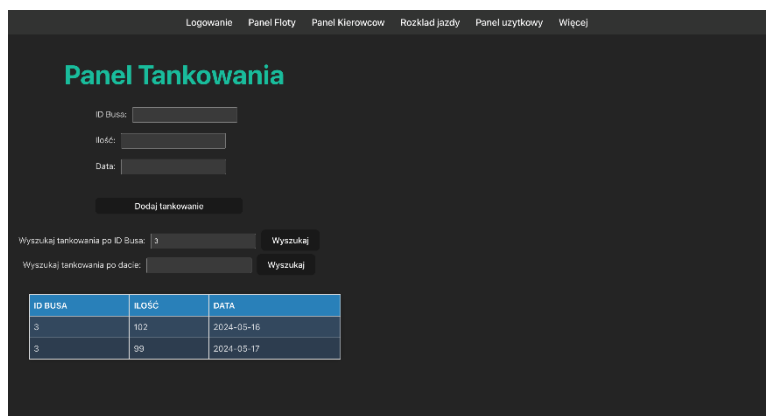 Logowanie Panel Floty Panel Kierowcow Rozklad jazdy Panel uzytkowy Więcej
Panel Tankowania
ID Busa:
Ilość:
Data:
Dodaj tankowanie
Wyszukaj tankowania po ID Busa: 3 Wyszukaj
Wyszukaj tankowania po dacie: Wyszukaj
ID BUSA ILOŚĆ DATA
3 102 2024-05-16
3 99 2024-05-17